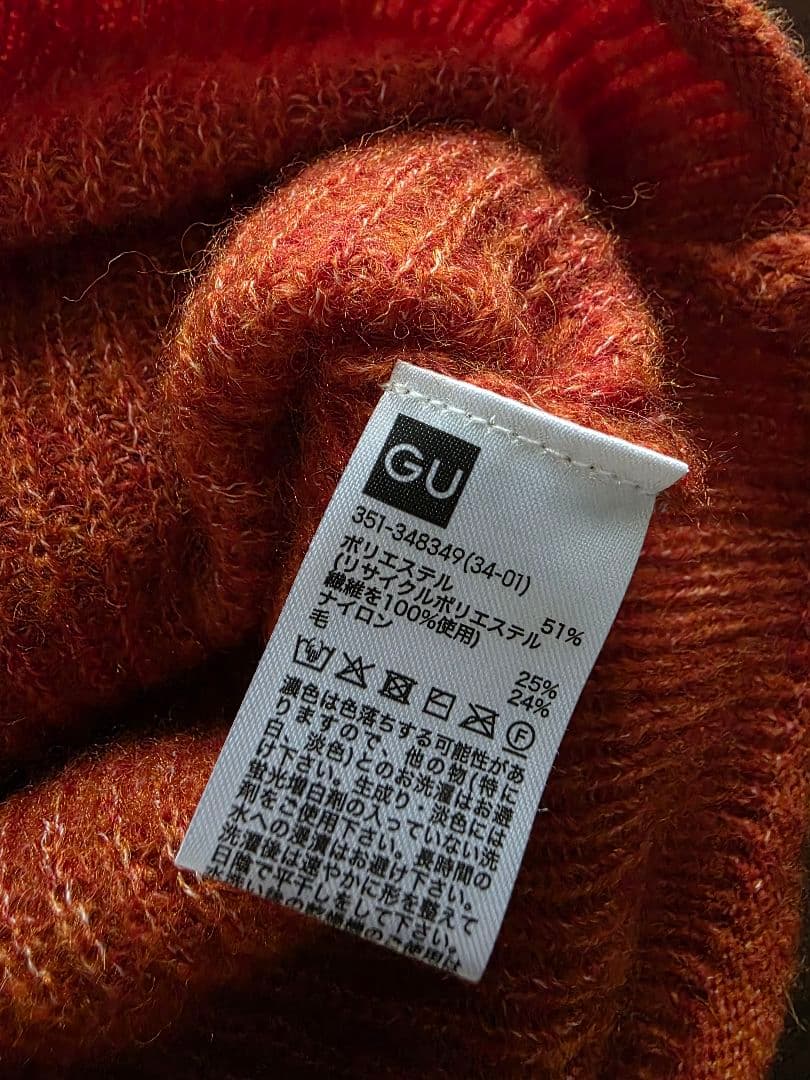 GU
351-348349(34-01)
ポリエステル
(リサイクルポリエステル 51%
繊維を100%使用)
ナイロン 25%
毛 24%
F
濃色は色落ちする可能性があ
りますので、他の物(特に
白、淡色)とのお洗濯はお避
け下さい。生成り・淡色には
蛍光増白剤の入っていない洗
剤をご使用下さい。長時間の
水への浸漬はお避け下さい。
洗濯後は速やかに形を整えて
日陰で平干しをして下さい。